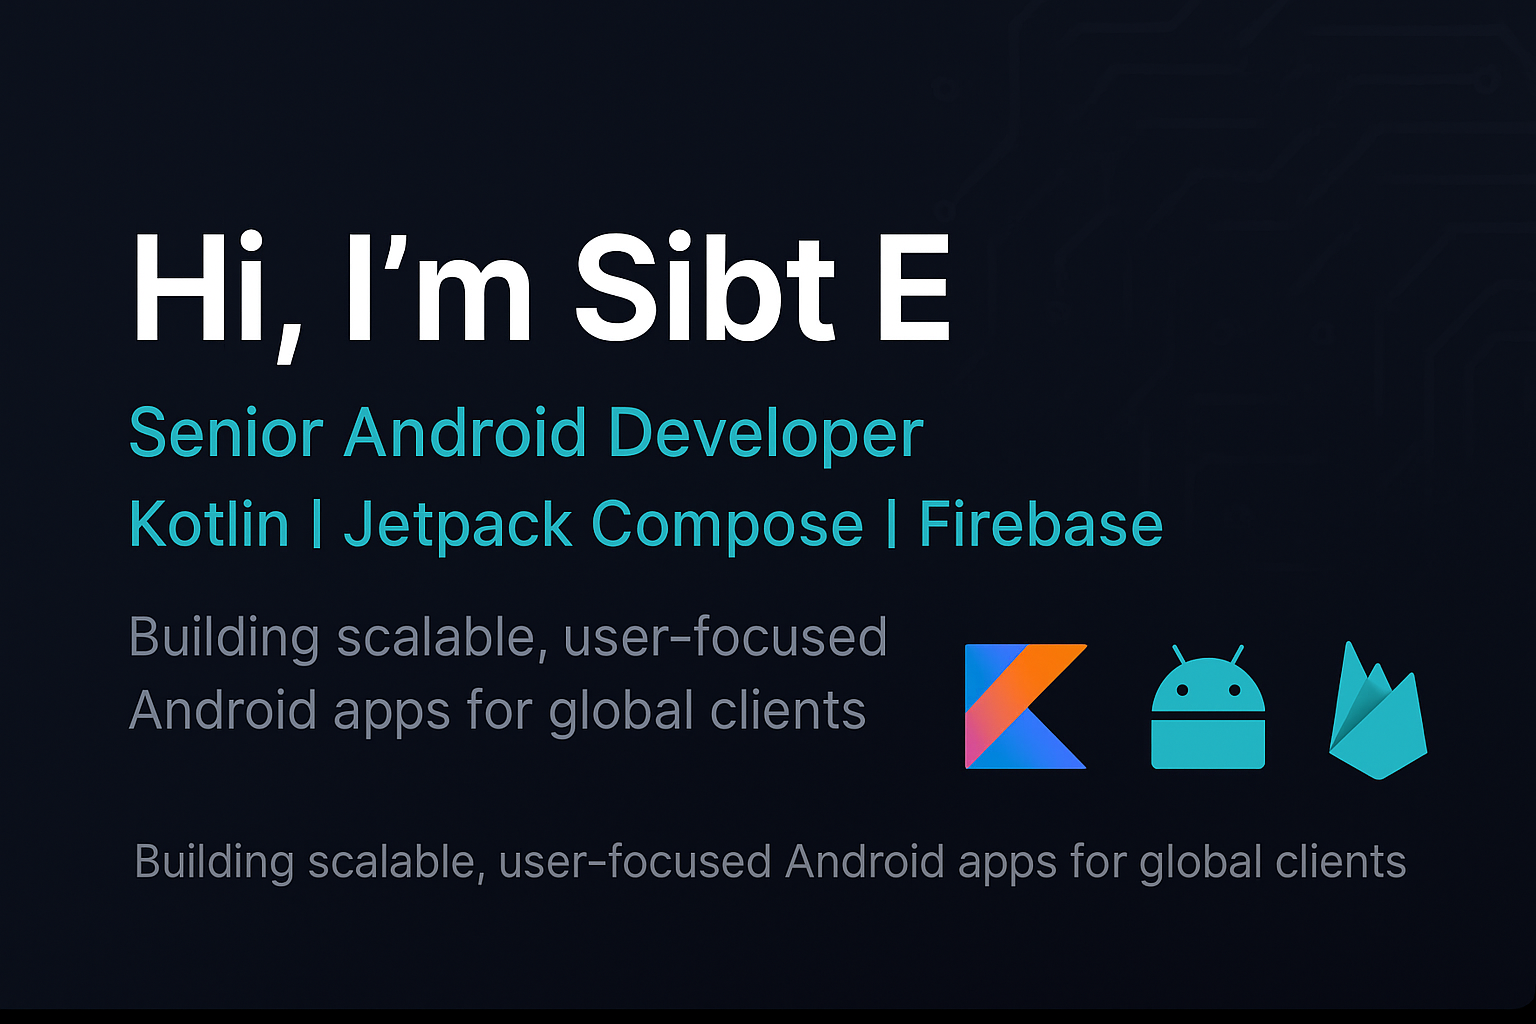 Hi, I’m Sibt E
Senior Android Developer
Kotlin | Jetpack Compose | Firebase
Building scalable, user-focused
Android apps for global clients
Building scalable, user-focused Android apps for global clients